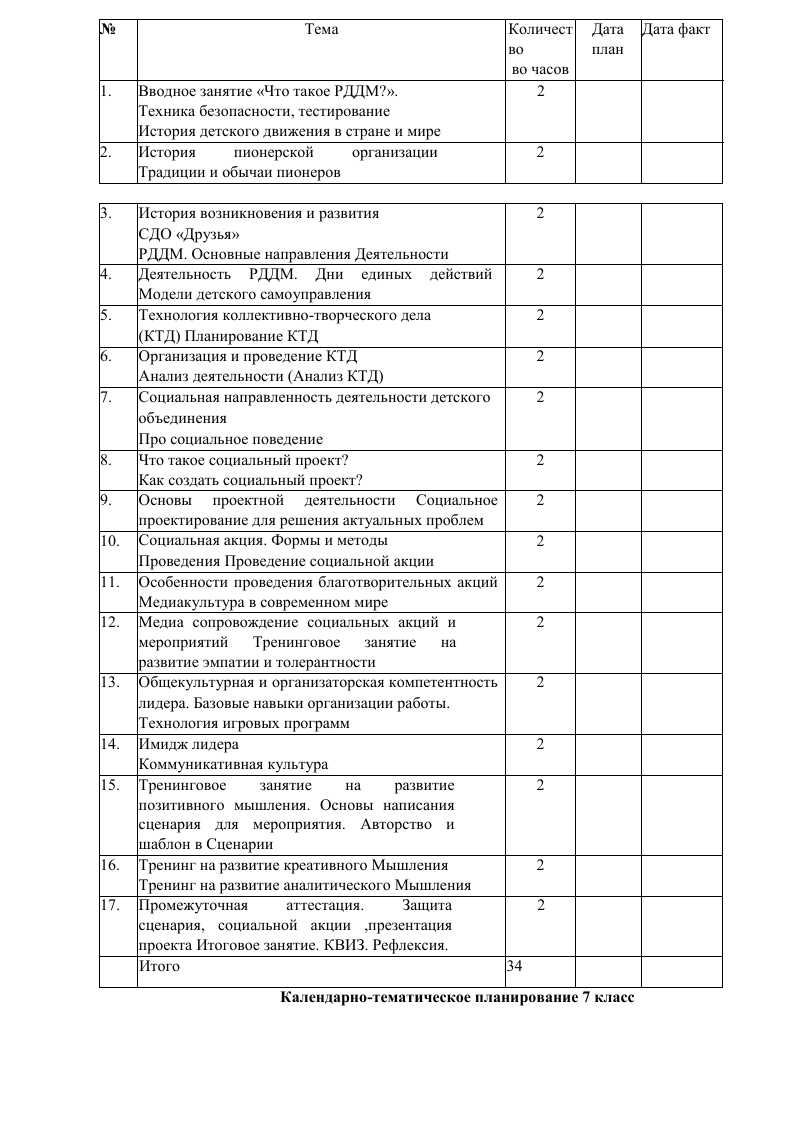 № Тема Количест Дата Дата факт
во план
во часов
1. Вводное занятие «Что такое РДДМ?». 2
Техника безопасности, тестирование
История детского движения в стране и мире
2. История пионерской организации 2
Традиции и обычаи пионеров
3. История возникновения и развития 2
СДО «Друзья»
РДДМ. Основные направления Деятельности
4. Деятельность РДДМ. Дни единых действий 2
Модели детского самоуправления
5. Технология коллективно-творческого дела 2
(КТД) Планирование КТД
6. Организация и проведение КТД 2
Анализ деятельности (Анализ КТД)
7. Социальная направленность деятельности детского 2
объединения
Про социальное поведение
8. Что такое социальный проект? 2
Как создать социальный проект?
9. Основы проектной деятельности Социальное 2
проектирование для решения актуальных проблем
10. Социальная акция. Формы и методы 2
Проведения Проведение социальной акции
11. Особенности проведения благотворительных акций 2
Медиакультура в современном мире
12. Медиа сопровождение социальных акций и 2
мероприятий Тренинговое занятие на
развитие эмпатии и толерантности
13. Общекультурная и организаторская компетентность 2
лидера. Базовые навыки организации работы.
Технология игровых программ
14. Имидж лидера 2
Коммуникативная культура
15. Тренинговое занятие на развитие 2
позитивного мышления. Основы написания
сценария для мероприятия. Авторство и
шаблон в Сценарии
16. Тренинг на развитие креативного Мышления 2
Тренинг на развитие аналитического Мышления
17. Промежуточная аттестация. Защита 2
сценария, социальной акции ,презентация
проекта Итоговое занятие. КВИЗ. Рефлексия.
Итого 34
Календарно-тематическое планирование 7 класс